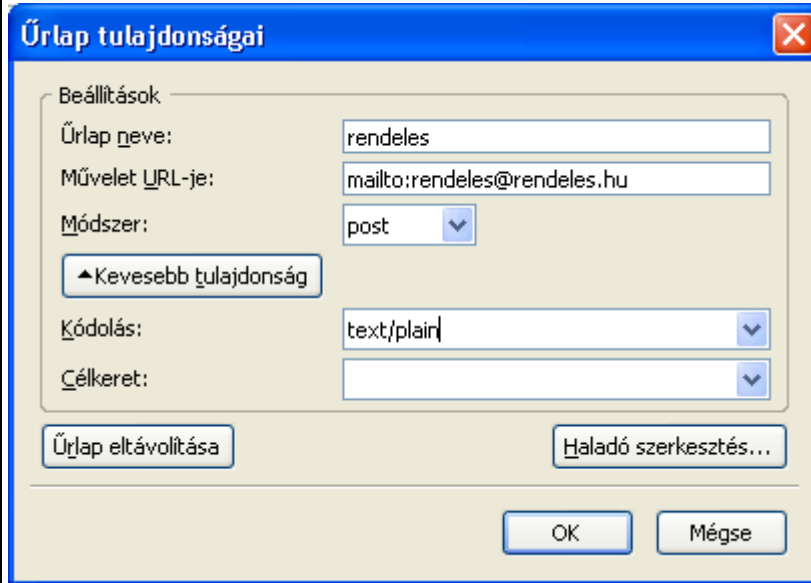 Űrlap tulajdonságai
Beállítások
Űrlap neve: rendeles
Művelet URL-je: mailto:rendeles@rendeles.hu
Módszer: post
Kevesebb tulajdonság
Kódolás: text/plain
Célkeret:
Űrlap eltávolítása Haladó szerkesztés...
OK Mégse